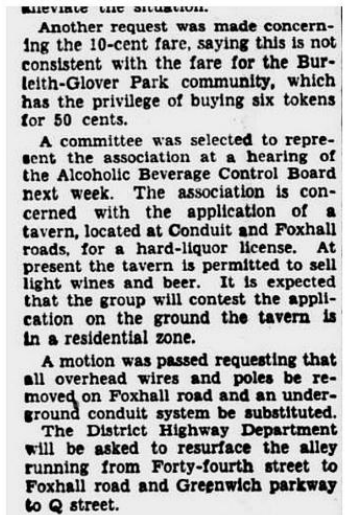 alleviate the situation.
Another request was made concern-
ing the 10-cent fare, saying this is not
consistent with the fare for the Bur-
leith-Glover Park community, which
has the privilege of buying six tokens
for 50 cents.
A committee was selected to repre-
sent the association at a hearing of
the Alcoholic Beverage Control Board
next week. The association is con-
cerned with the application of a
tavern, located at Conduit and Foxhall
roads, for a hard-liquor license. At
present the tavern is permitted to sell
light wines and beer. It is expected
that the group will contest the appli-
cation on the ground the tavern is
in a residential zone.
A motion was passed requesting that
all overhead wires and poles be re-
moved on Foxhall road and an under-
ground conduit system be substituted.
The District Highway Department
will be asked to resurface the alley
running from Forty-fourth street to
Foxhall road and Greenwich parkway
to Q street.